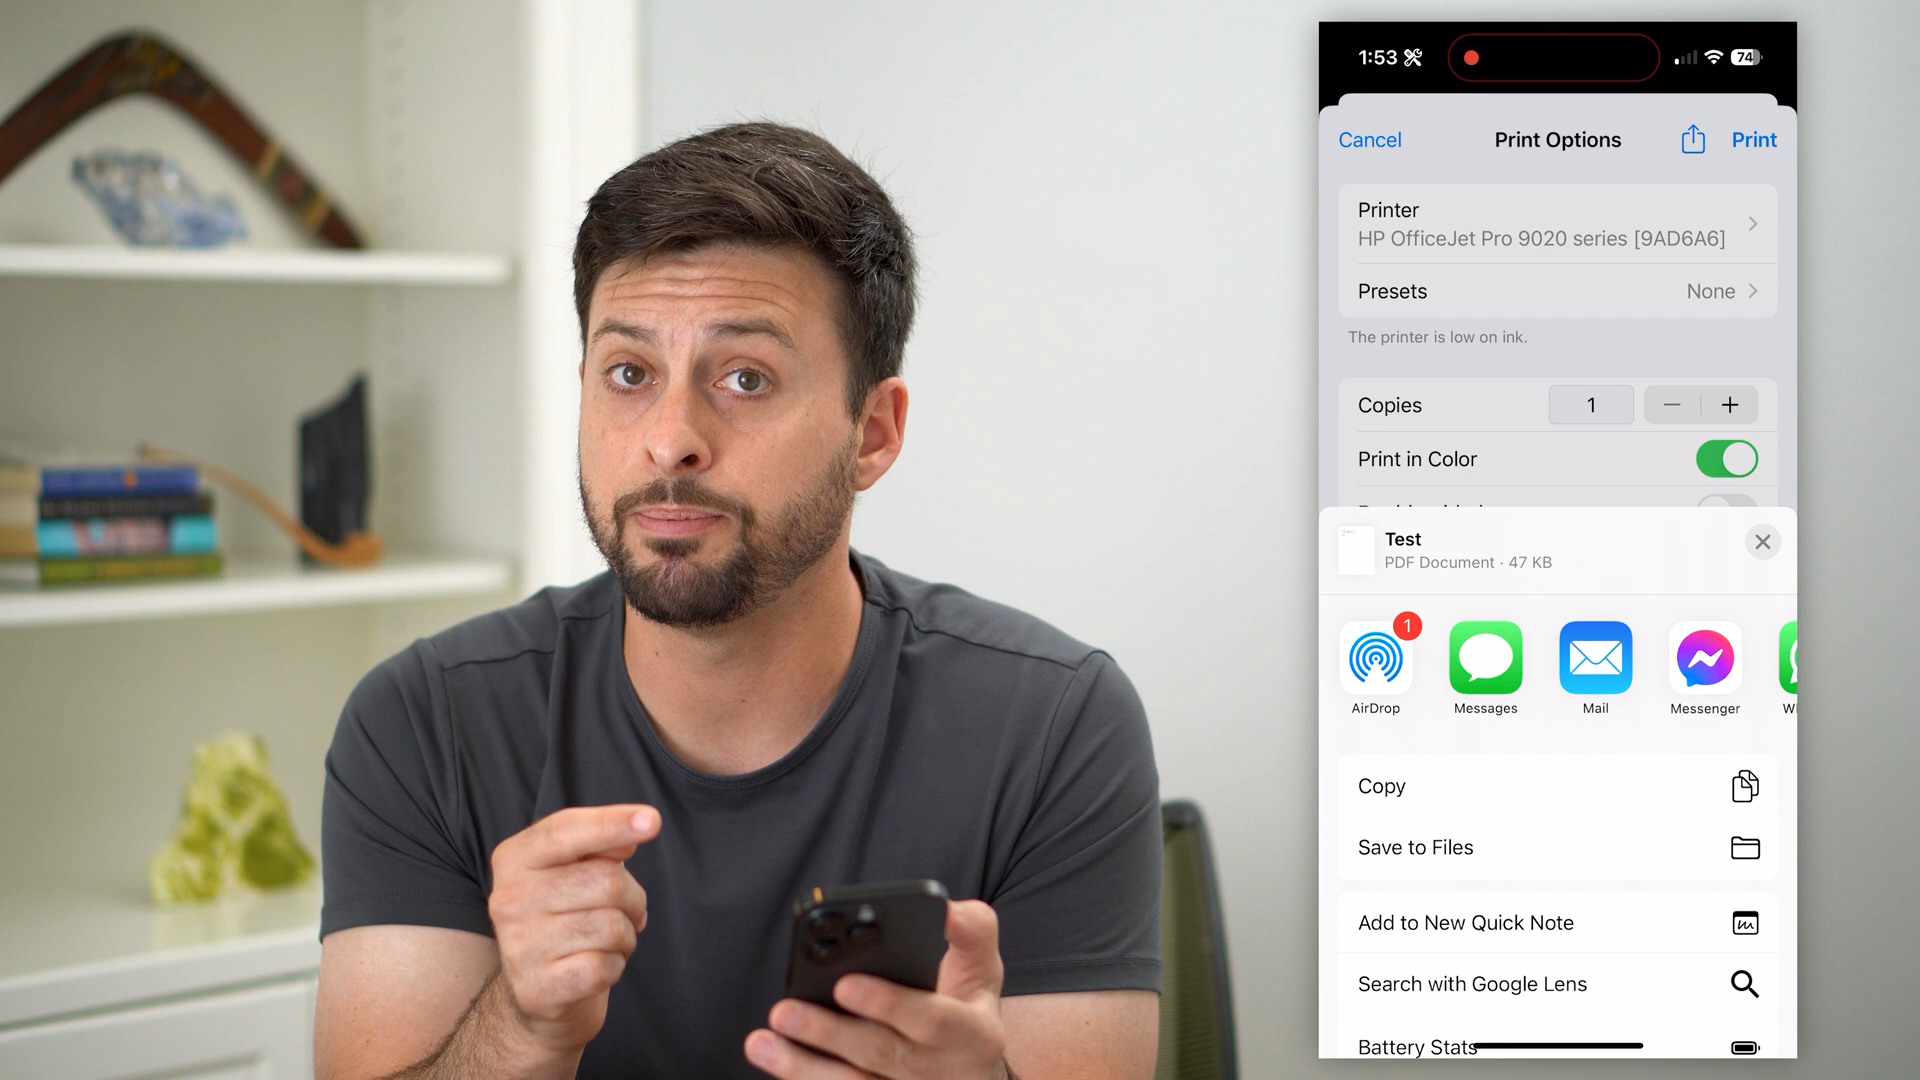 1:53
74
Cancel
Print Options
Print
Printer
HP OfficeJet Pro 9020 series [9AD6A6]
Presets
None
The printer is low on ink.
Copies
1
Print in Color
Test
PDF Document · 47 KB
1
AirDrop
Messages
Mail
Messenger
Copy
Save to Files
Add to New Quick Note
Search with Google Lens
Battery Stats